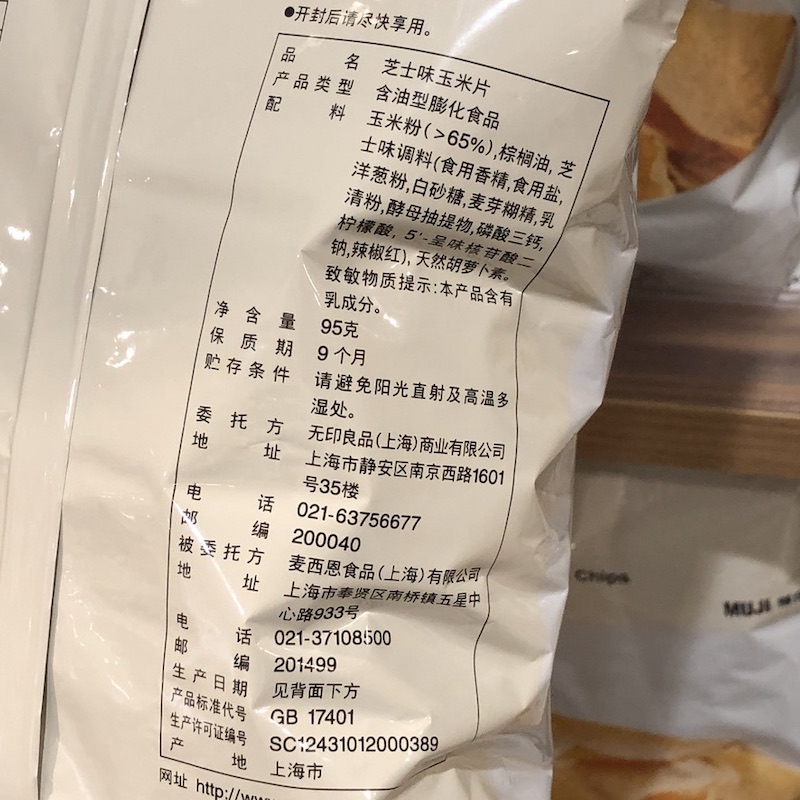 ●开封后请尽快享用。
品名 芝士味玉米片
产品类型 含油型膨化食品
配料 玉米粉(>65%),棕榈油, 芝
士味调料(食用香精,食用盐,
洋葱粉,白砂糖,麦芽糊精,乳
清粉,酵母抽提物,磷酸三钙,
柠檬酸, 5'-呈味核苷酸二
钠,辣椒红), 天然胡萝卜素。
致敏物质提示:本产品含有
乳成分。
净含量 95克
保质期 9个月
贮存条件 请避免阳光直射及高温多
湿处。
委托方 无印良品(上海)商业有限公司
地址 上海市静安区南京西路1601
号35楼
电话 021-63756677
邮编 200040
被委托方 麦西恩食品(上海)有限公司
地址 上海市奉贤区南桥镇五星中
心路933号
电话 021-37108500
邮编 201499
生产日期 见背面下方
产品标准代号 GB 17401
生产许可证编号 SC12431012000389
产地 上海市
网址 http://ww
Chips
MUJI